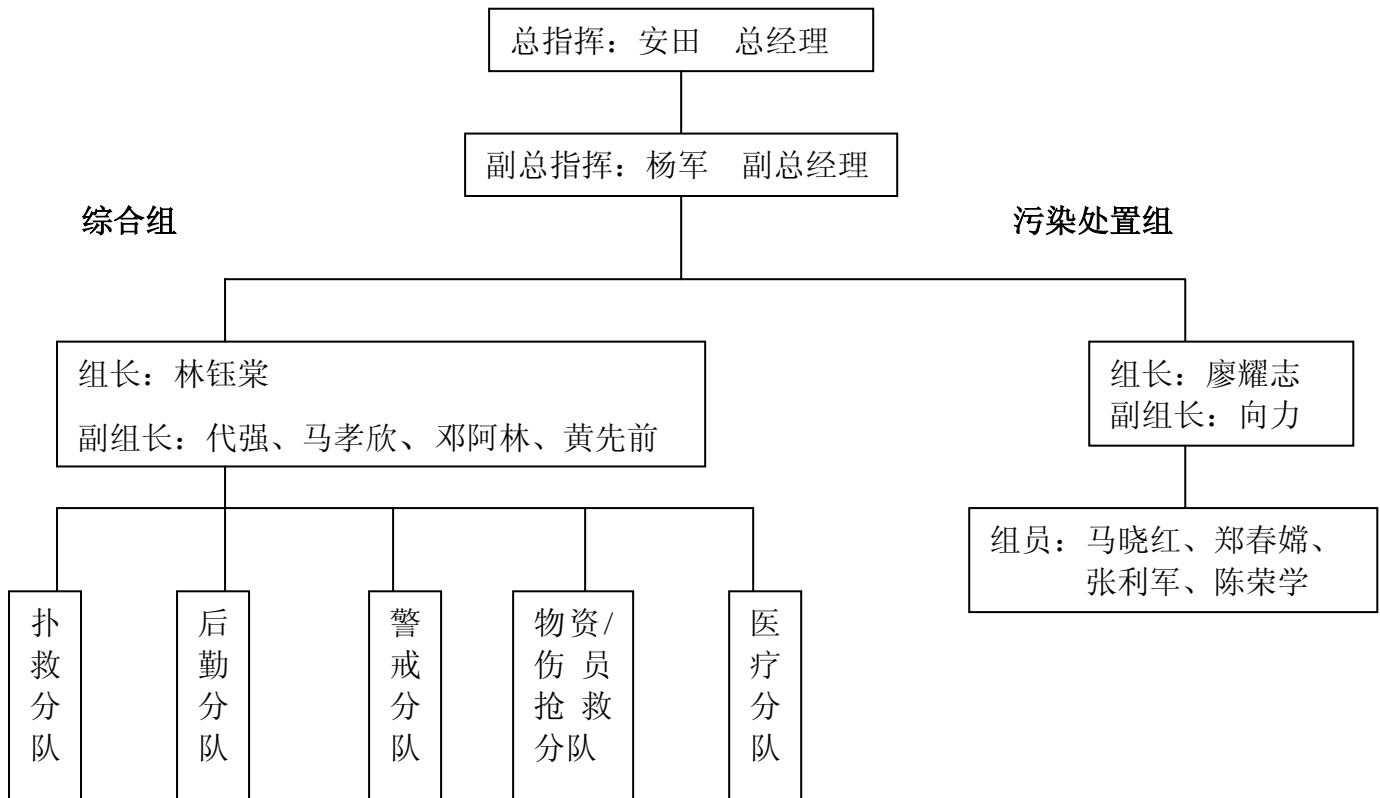 总指挥：安田　总经理
副总指挥：杨军　副总经理
综合组
污染处置组
组长：林钰棠
副组长：代强、马孝欣、邓阿林、黄先前
组长：廖耀志
副组长：向力
组员：马晓红、郑春嫦、
张利军、陈荣学
扑救分队
后勤分队
警戒分队
物资/
伤员
抢救
分队
医疗分队